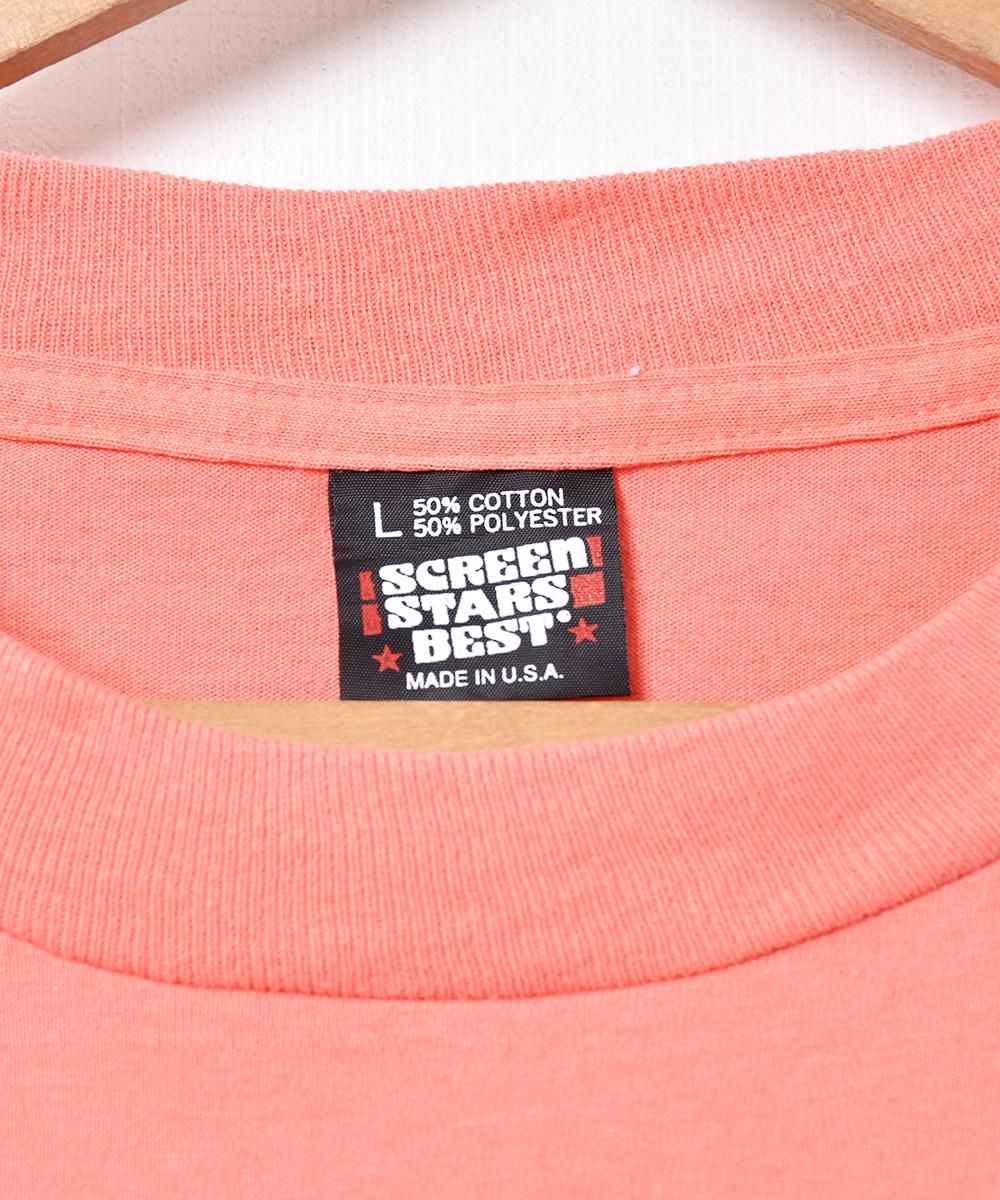 L 50% COTTON
50% POLYESTER
SCREEN
STARS
BEST
MADE IN U.S.A.